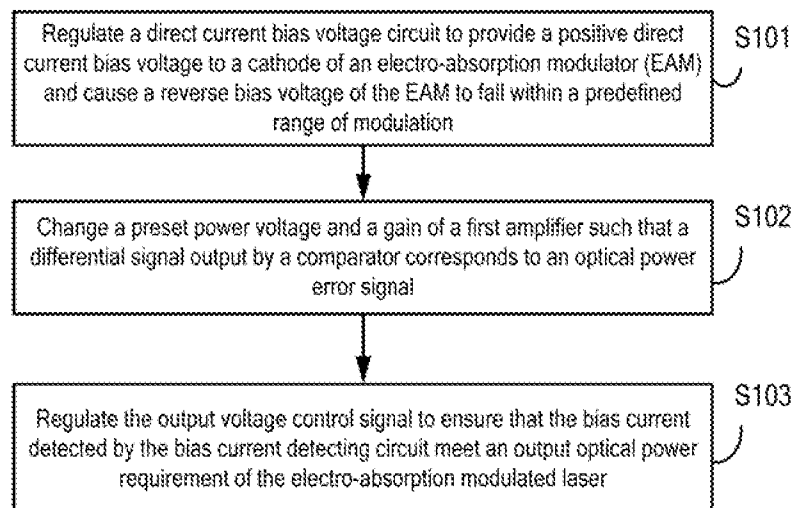 Regulate a direct current bias voltage circuit to provide a positive direct
current bias voltage to a cathode of an electro-absorption modulator (EAM)
and cause a reverse bias voltage of the EAM to fall within a predefined
range of modulation
S101
Change a preset power voltage and a gain of a first amplifier such that a
differential signal output by a comparator corresponds to an optical power
error signal
S102
Regulate the output voltage control signal to ensure that the bias current
detected by the bias current detecting circuit meet an output optical power
requirement of the electro-absorption modulated laser
S103